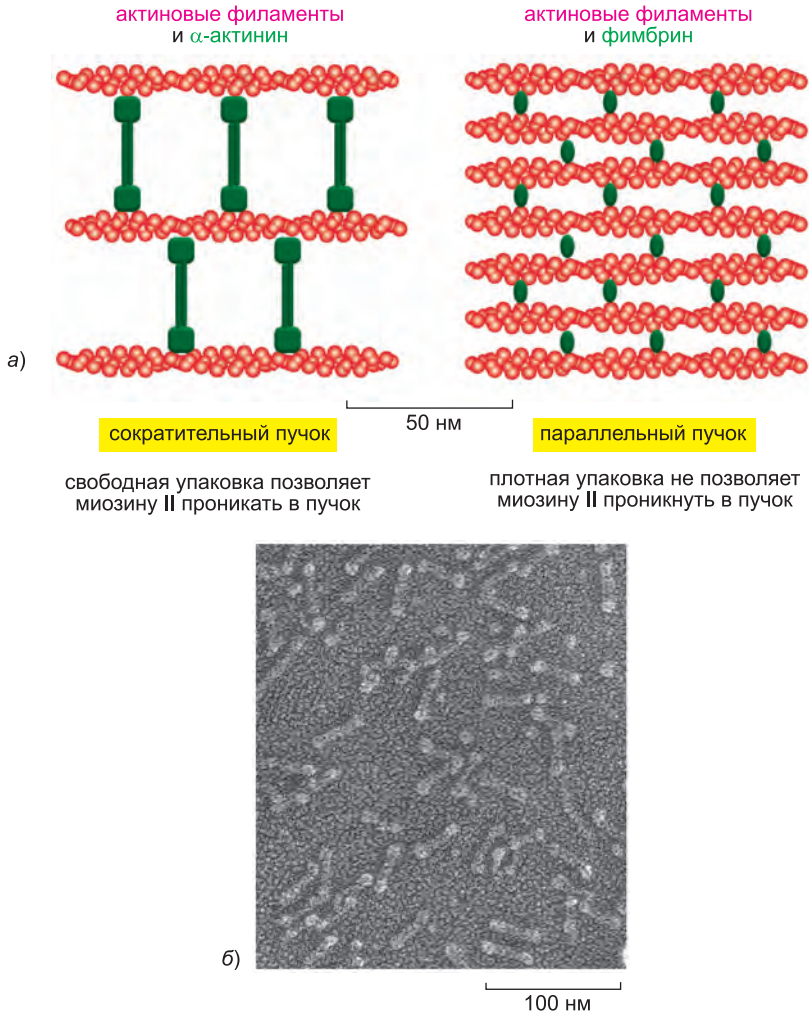 актиновые филаменты
и α-актинин
актиновые филаменты
и фимбрин
а)
50 нм
сократительный пучок
параллельный пучок
свободная упаковка позволяет
миозину II проникать в пучок
плотная упаковка не позволяет
миозину II проникнуть в пучок
б)
100 нм